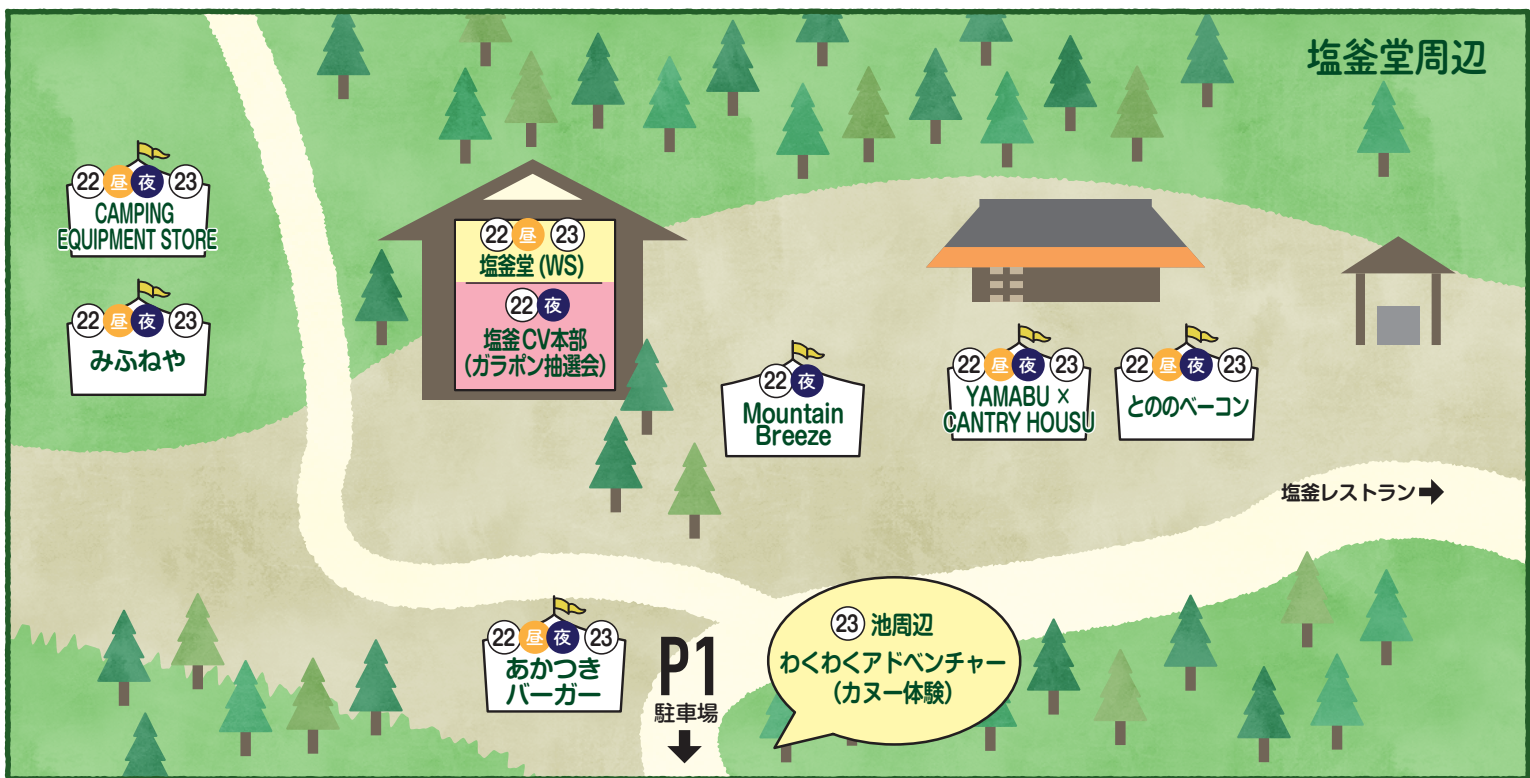 塩釜堂周辺
22 昼 夜 23
CAMPING
EQUIPMENT STORE
22 昼 夜 23
みふねや
22 昼 23
塩釜堂 (WS)
22 夜
塩釜CV本部
(ガラポン抽選会)
22 夜
Mountain
Breeze
22 昼 夜 23
YAMABU ×
CANTRY HOUSU
22 昼 夜 23
とののベーコン
塩釜レストラン➡
22 昼 夜 23
あかつき
バーガー
P1
駐車場
⬇
23 池周辺
わくわくアドベンチャー
(カヌー体験)